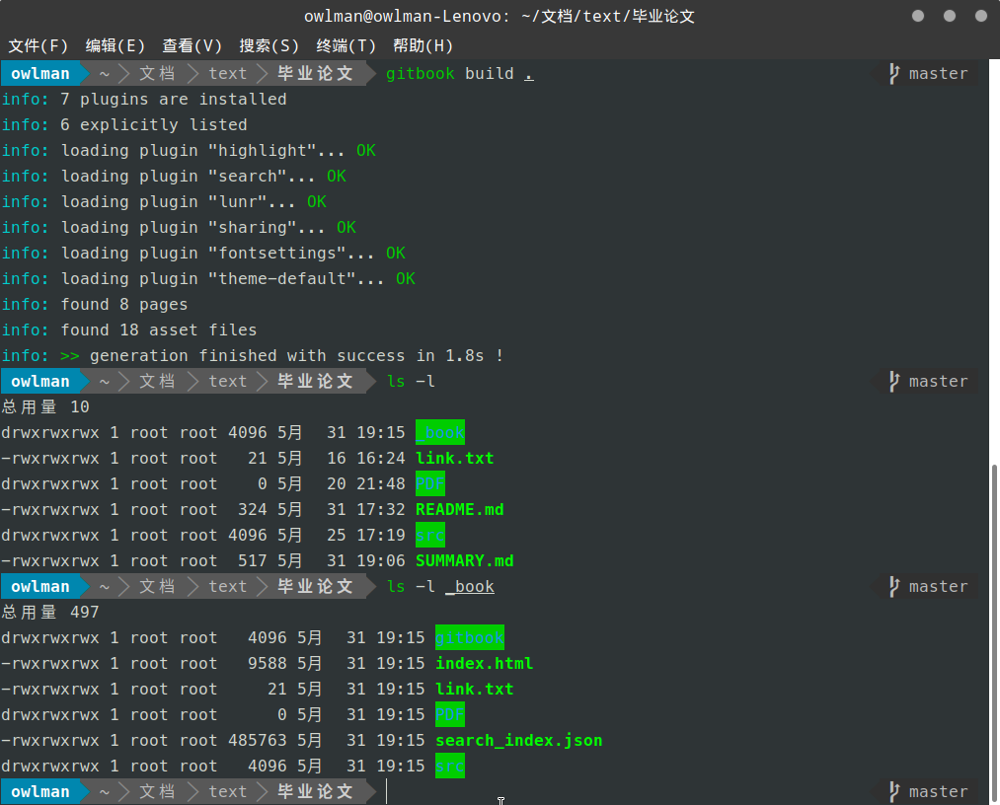 owlman@owlman-Lenovo: ~/文档/text/毕业论文
文件(F) 编辑(E) 查看(V) 搜索(S) 终端(T) 帮助(H)
owlman ~ 文档 text 毕业论文 gitbook build . master
info: 7 plugins are installed
info: 6 explicitly listed
info: loading plugin "highlight"... OK
info: loading plugin "search"... OK
info: loading plugin "lunr"... OK
info: loading plugin "sharing"... OK
info: loading plugin "fontsettings"... OK
info: loading plugin "theme-default"... OK
info: found 8 pages
info: found 18 asset files
info: >> generation finished with success in 1.8s !
owlman ~ 文档 text 毕业论文 ls -l master
总用量 10
drwxrwxrwx 1 root root 4096 5月  31 19:15 _book
-rwxrwxrwx 1 root root   21 5月  16 16:24 link.txt
drwxrwxrwx 1 root root    0 5月  20 21:48 PDF
-rwxrwxrwx 1 root root  324 5月  31 17:32 README.md
drwxrwxrwx 1 root root 4096 5月  25 17:19 src
-rwxrwxrwx 1 root root  517 5月  31 19:06 SUMMARY.md
owlman ~ 文档 text 毕业论文 ls -l _book master
总用量 497
drwxrwxrwx 1 root root   4096 5月  31 19:15 gitbook
-rwxrwxrwx 1 root root   9588 5月  31 19:15 index.html
-rwxrwxrwx 1 root root     21 5月  31 19:15 link.txt
drwxrwxrwx 1 root root      0 5月  31 19:15 PDF
-rwxrwxrwx 1 root root 485763 5月  31 19:15 search_index.json
drwxrwxrwx 1 root root   4096 5月  31 19:15 src
owlman ~ 文档 text 毕业论文 master